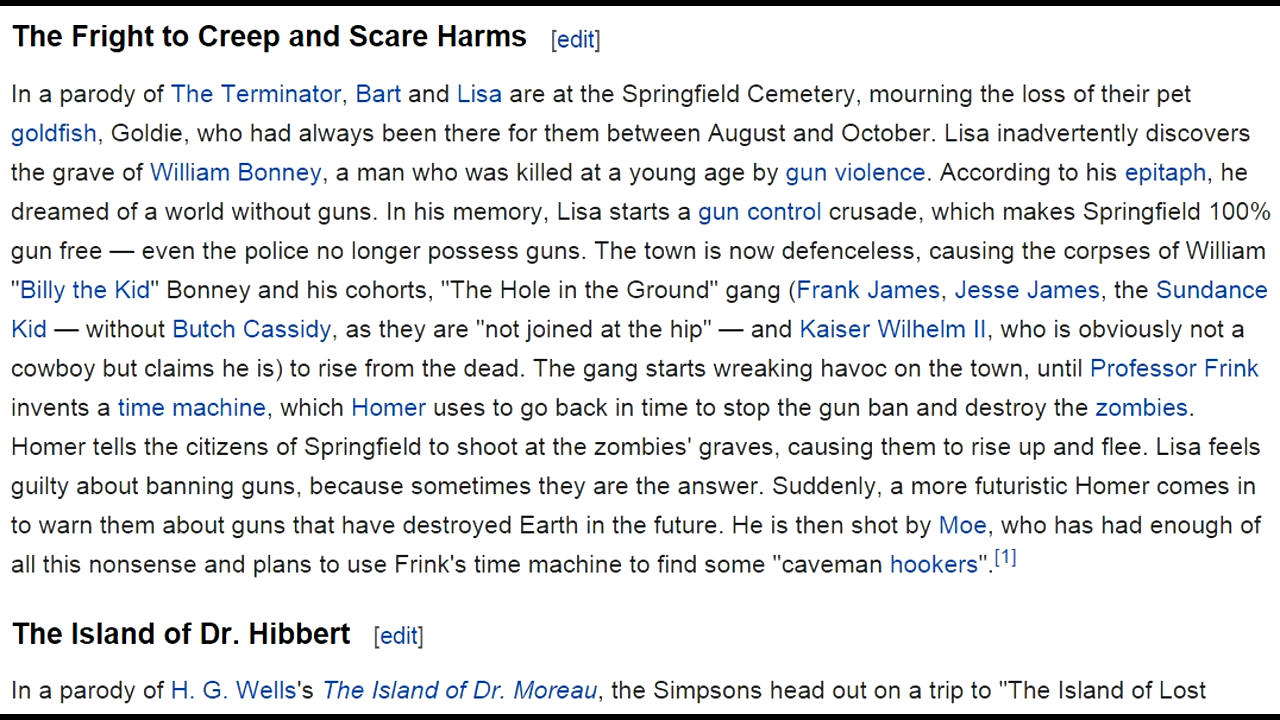 The Fright to Creep and Scare Harms [edit]
In a parody of The Terminator, Bart and Lisa are at the Springfield Cemetery, mourning the loss of their pet
goldfish, Goldie, who had always been there for them between August and October. Lisa inadvertently discovers
the grave of William Bonney, a man who was killed at a young age by gun violence. According to his epitaph, he
dreamed of a world without guns. In his memory, Lisa starts a gun control crusade, which makes Springfield 100%
gun free — even the police no longer possess guns. The town is now defenceless, causing the corpses of William
"Billy the Kid" Bonney and his cohorts, "The Hole in the Ground" gang (Frank James, Jesse James, the Sundance
Kid — without Butch Cassidy, as they are "not joined at the hip" — and Kaiser Wilhelm II, who is obviously not a
cowboy but claims he is) to rise from the dead. The gang starts wreaking havoc on the town, until Professor Frink
invents a time machine, which Homer uses to go back in time to stop the gun ban and destroy the zombies.
Homer tells the citizens of Springfield to shoot at the zombies' graves, causing them to rise up and flee. Lisa feels
guilty about banning guns, because sometimes they are the answer. Suddenly, a more futuristic Homer comes in
to warn them about guns that have destroyed Earth in the future. He is then shot by Moe, who has had enough of
all this nonsense and plans to use Frink's time machine to find some "caveman hookers".[1]
The Island of Dr. Hibbert [edit]
In a parody of H. G. Wells's The Island of Dr. Moreau, the Simpsons head out on a trip to "The Island of Lost